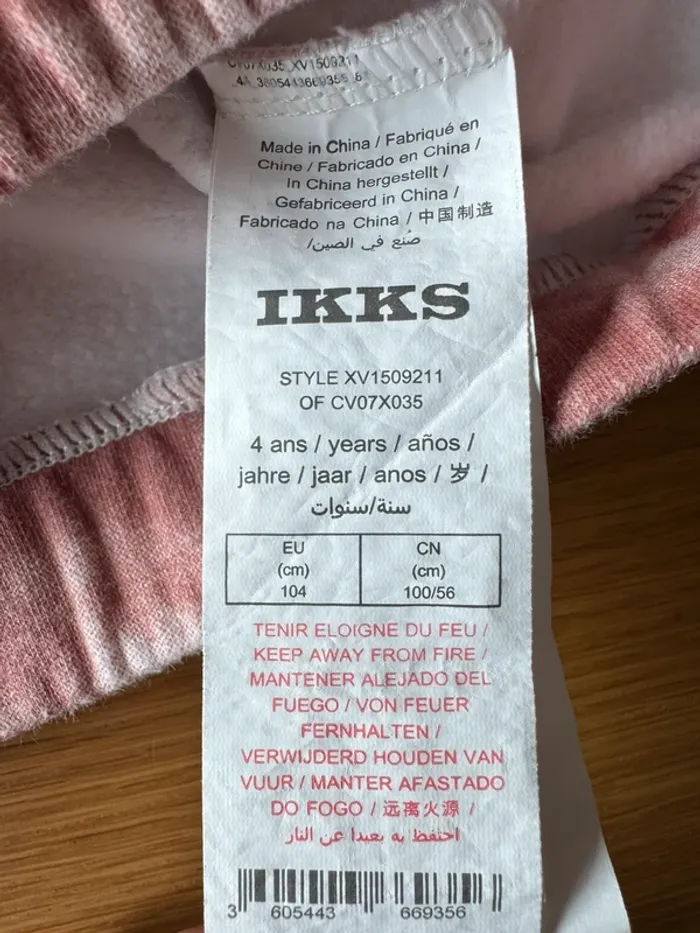 CV07X035_XV1509211
_4A_3605443669356_6
Made in China / Fabriqué en
Chine / Fabricado en China /
In China hergestellt /
Gefabriceerd in China /
Fabricado na China / 中国制造
/صُنع في الصين
IKKS
STYLE XV1509211
OF CV07X035
4 ans / years / años /
jahre / jaar / anos / 岁 /
سنة/سنوات
EU
(cm)
104
CN
(cm)
100/56
TENIR ELOIGNE DU FEU /
KEEP AWAY FROM FIRE /
MANTENER ALEJADO DEL
FUEGO / VON FEUER
FERNHALTEN /
VERWIJDERD HOUDEN VAN
VUUR / MANTER AFASTADO
DO FOGO / 远离火源 /
احتفظ به بعيدا عن النار
3 605443 669356